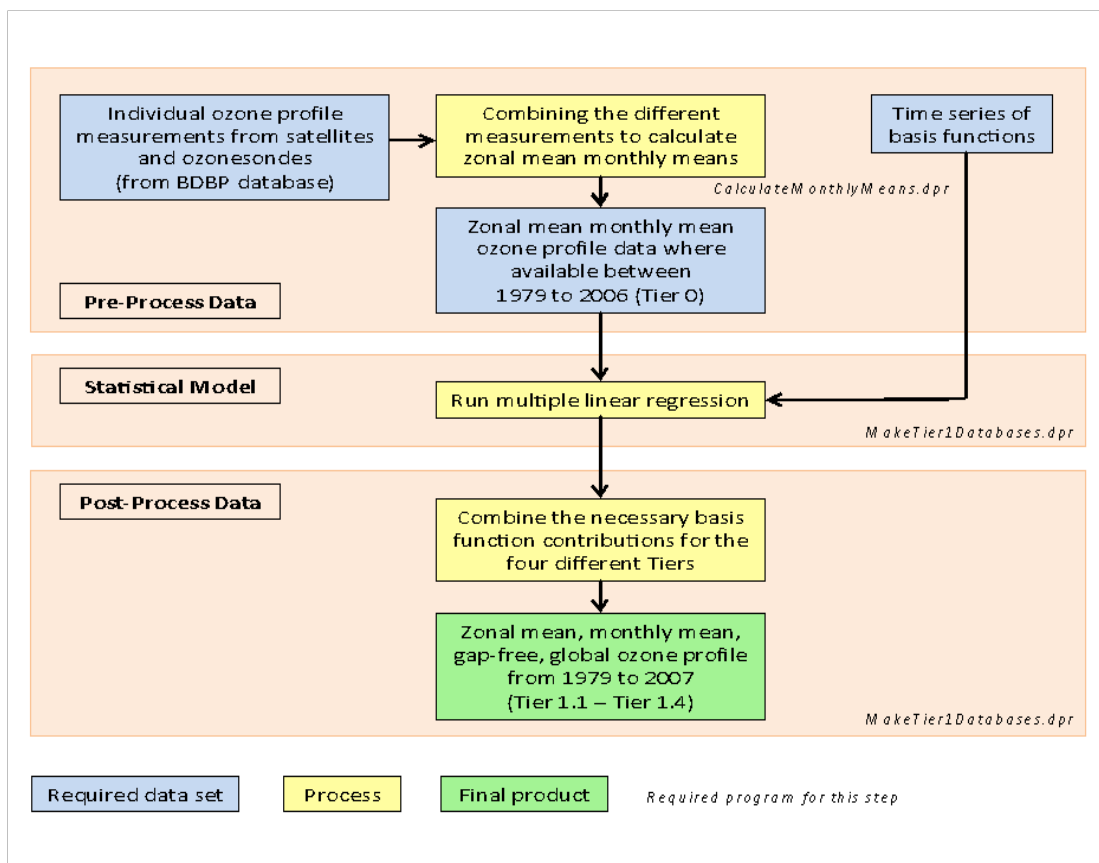 Individual ozone profile
measurements from satellites
and ozonesondes
(from BDBP database)
Combining the different
measurements to calculate
zonal mean monthly means
Time series of
basis functions
CalculateMonthlyMeans.dpr
Zonal mean monthly mean
ozone profile data where
available between
1979 to 2006 (Tier 0)
Pre-Process Data
Statistical Model
Run multiple linear regression
MakeTier1Databases.dpr
Post-Process Data
Combine the necessary basis
function contributions for the
four different Tiers
Zonal mean, monthly mean,
gap-free, global ozone profile
from 1979 to 2007
(Tier 1.1 – Tier 1.4)
MakeTier1Databases.dpr
Required data set
Process
Final product
Required program for this step